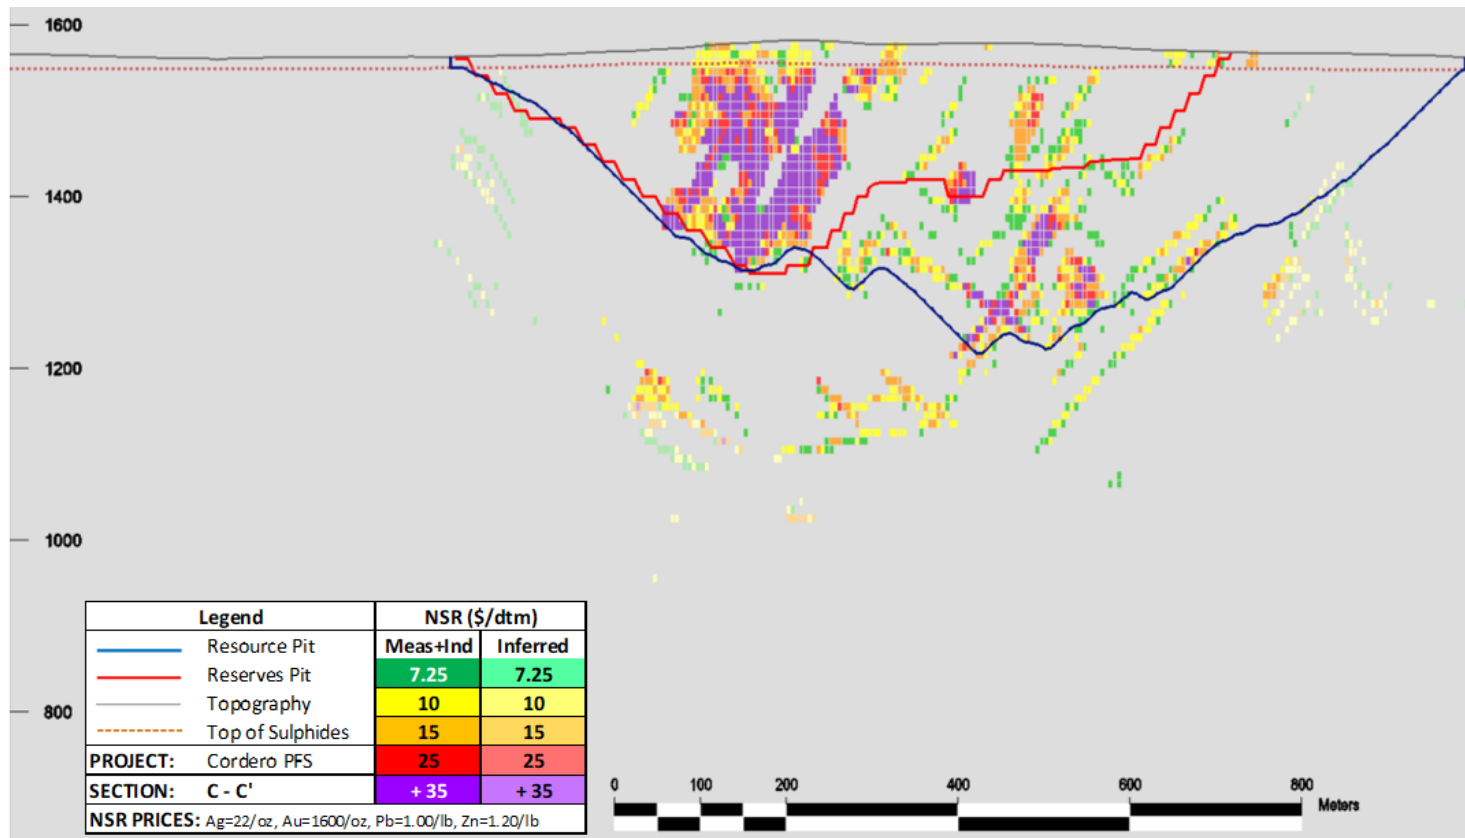 1600
1400
1200
1000
800
Legend NSR ($/dtm)
Resource Pit Meas+Ind Inferred
Reserves Pit 7.25 7.25
Topography 10 10
Top of Sulphides 15 15
PROJECT: Cordero PFS 25 25
SECTION: C - C' + 35 + 35
NSR PRICES: Ag=22/oz, Au=1600/oz, Pb=1.00/lb, Zn=1.20/lb
0 100 200 400 600 800
Meters